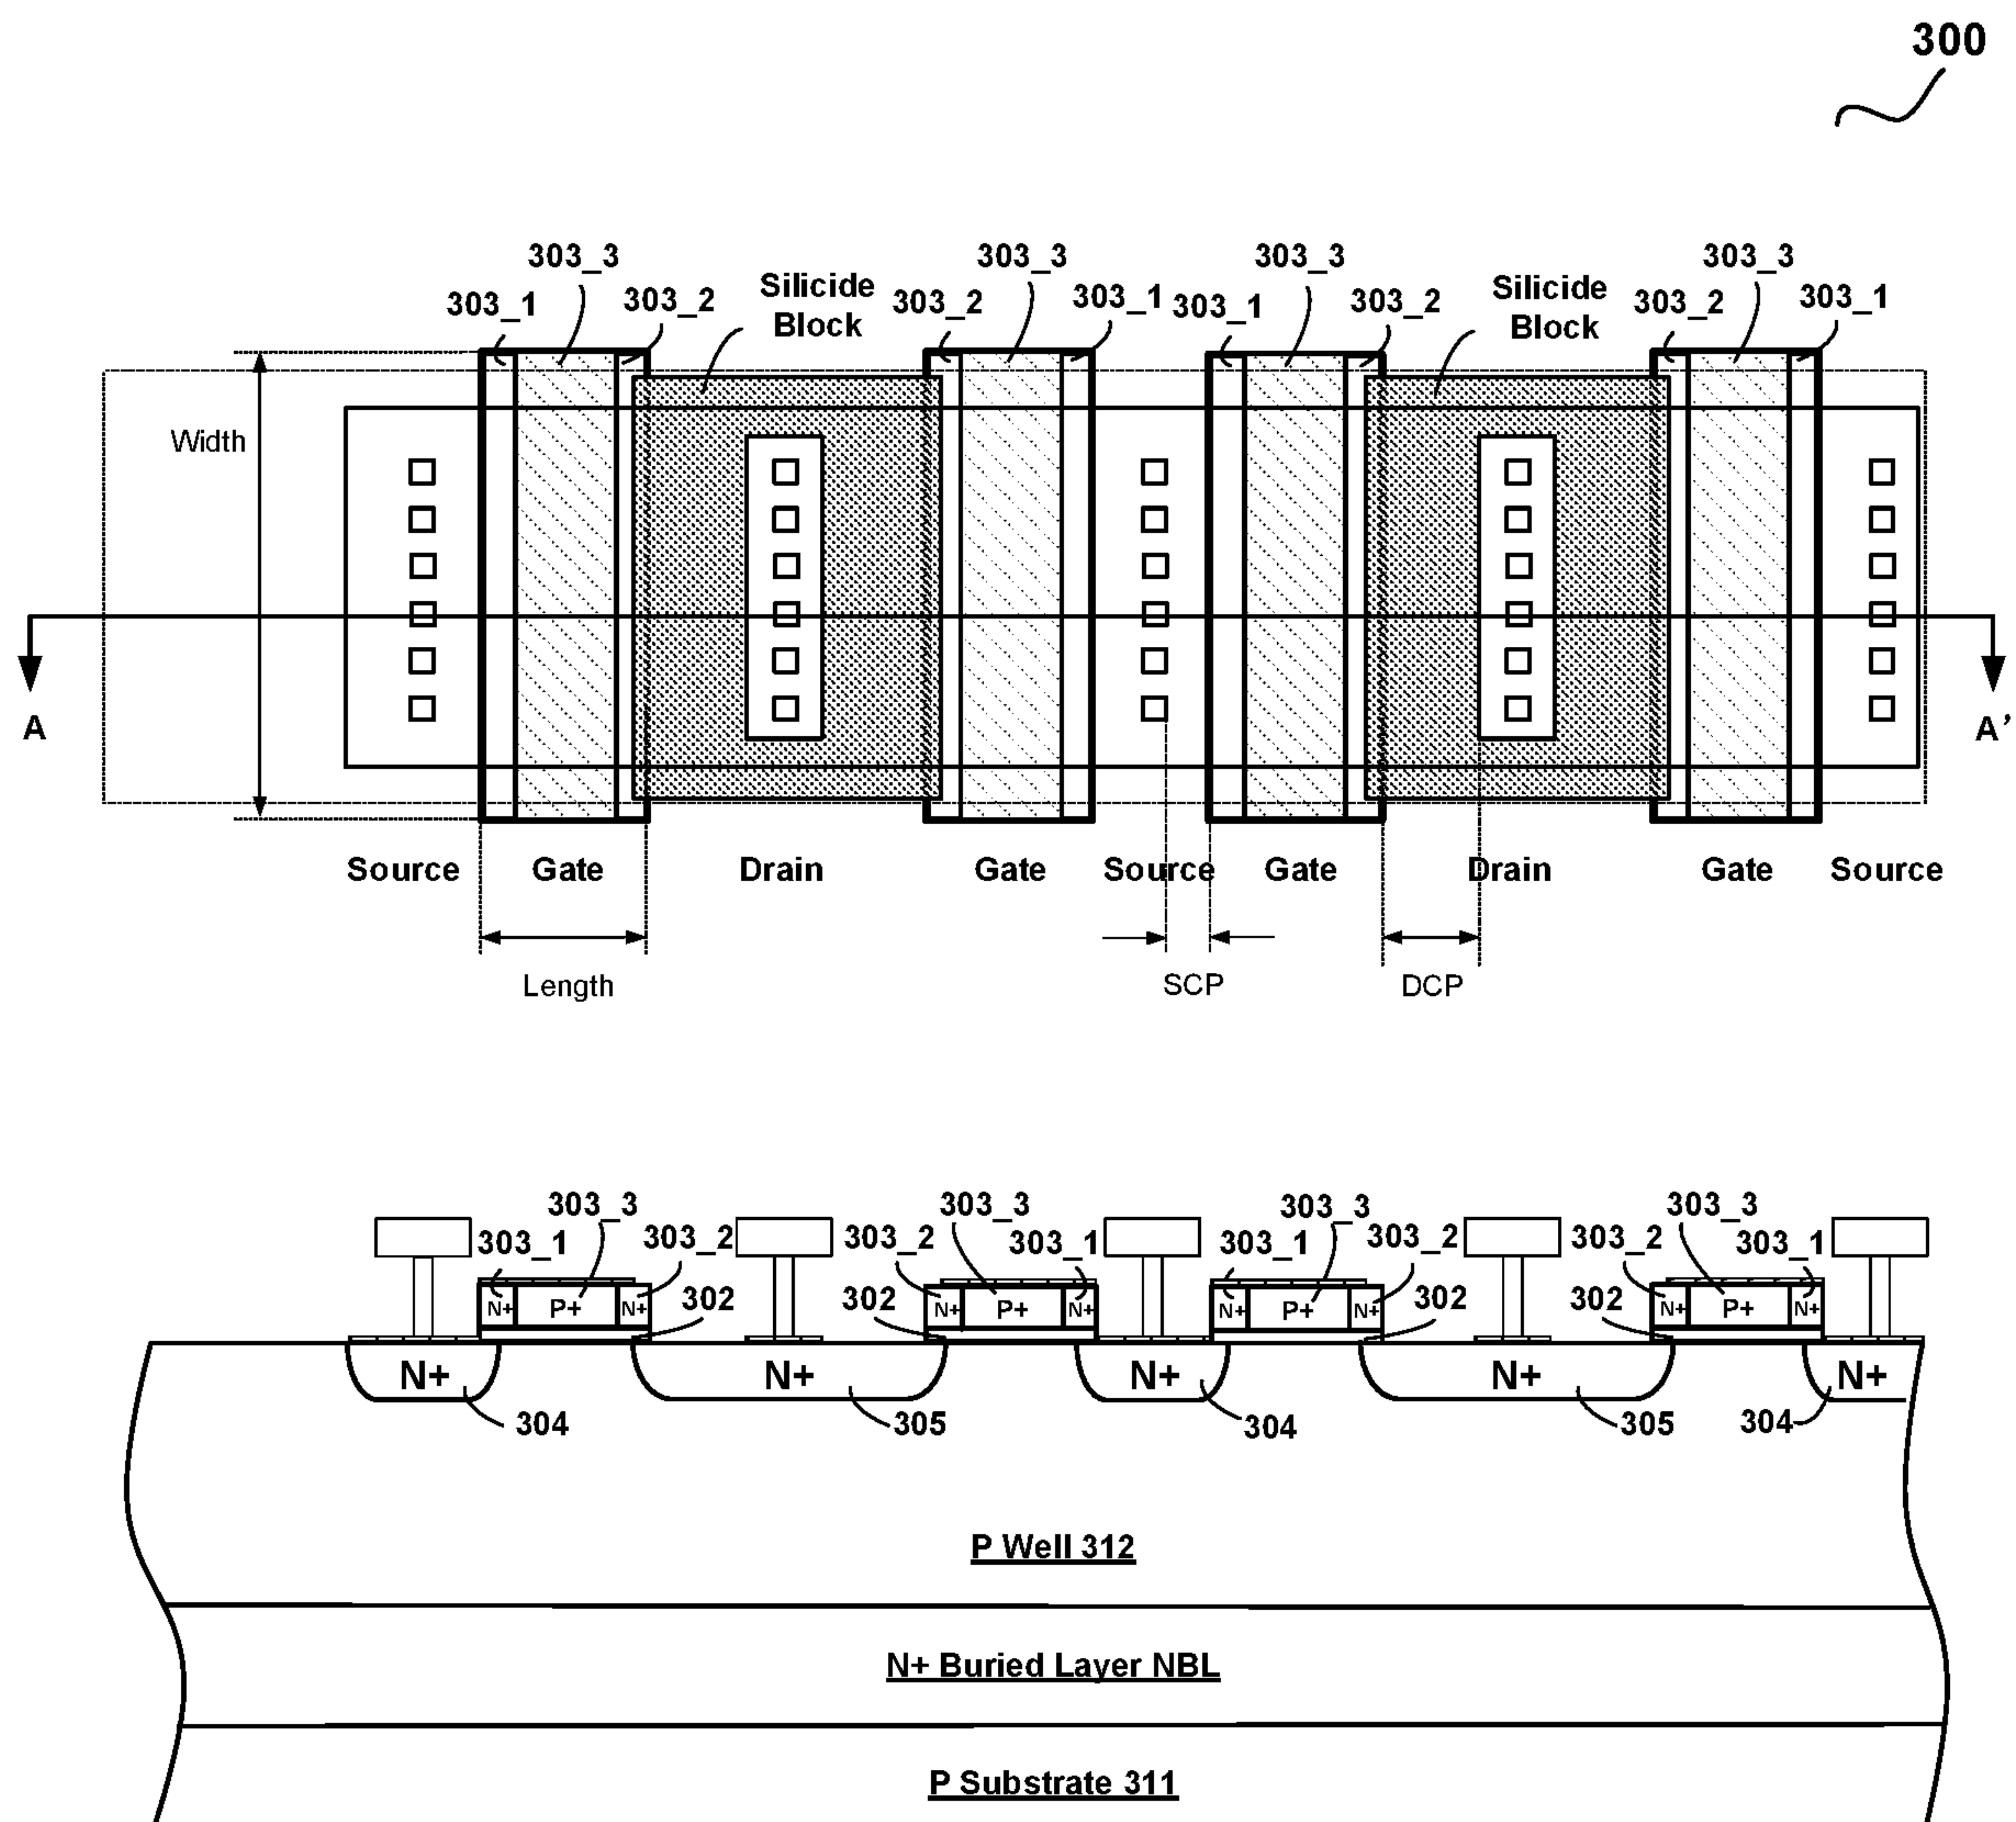 300
303_3
303_1
303_2
Silicide
Block
303_2
303_3
303_1
303_1
303_3
303_2
Silicide
Block
303_2
303_3
303_1
Width
A
A'
Source
Gate
Drain
Gate
Source
Gate
Drain
Gate
Source
Length
SCP
DCP
303_3
303_1
303_2
303_2
303_3
303_1
303_1
303_3
303_2
303_2
303_3
303_1
N+
P+
N+
302
302
N+
P+
N+
N+
P+
N+
302
302
N+
P+
N+
N+
N+
N+
N+
N+
304
305
304
305
304
P Well 312
N+ Buried Layer NBL
P Substrate 311